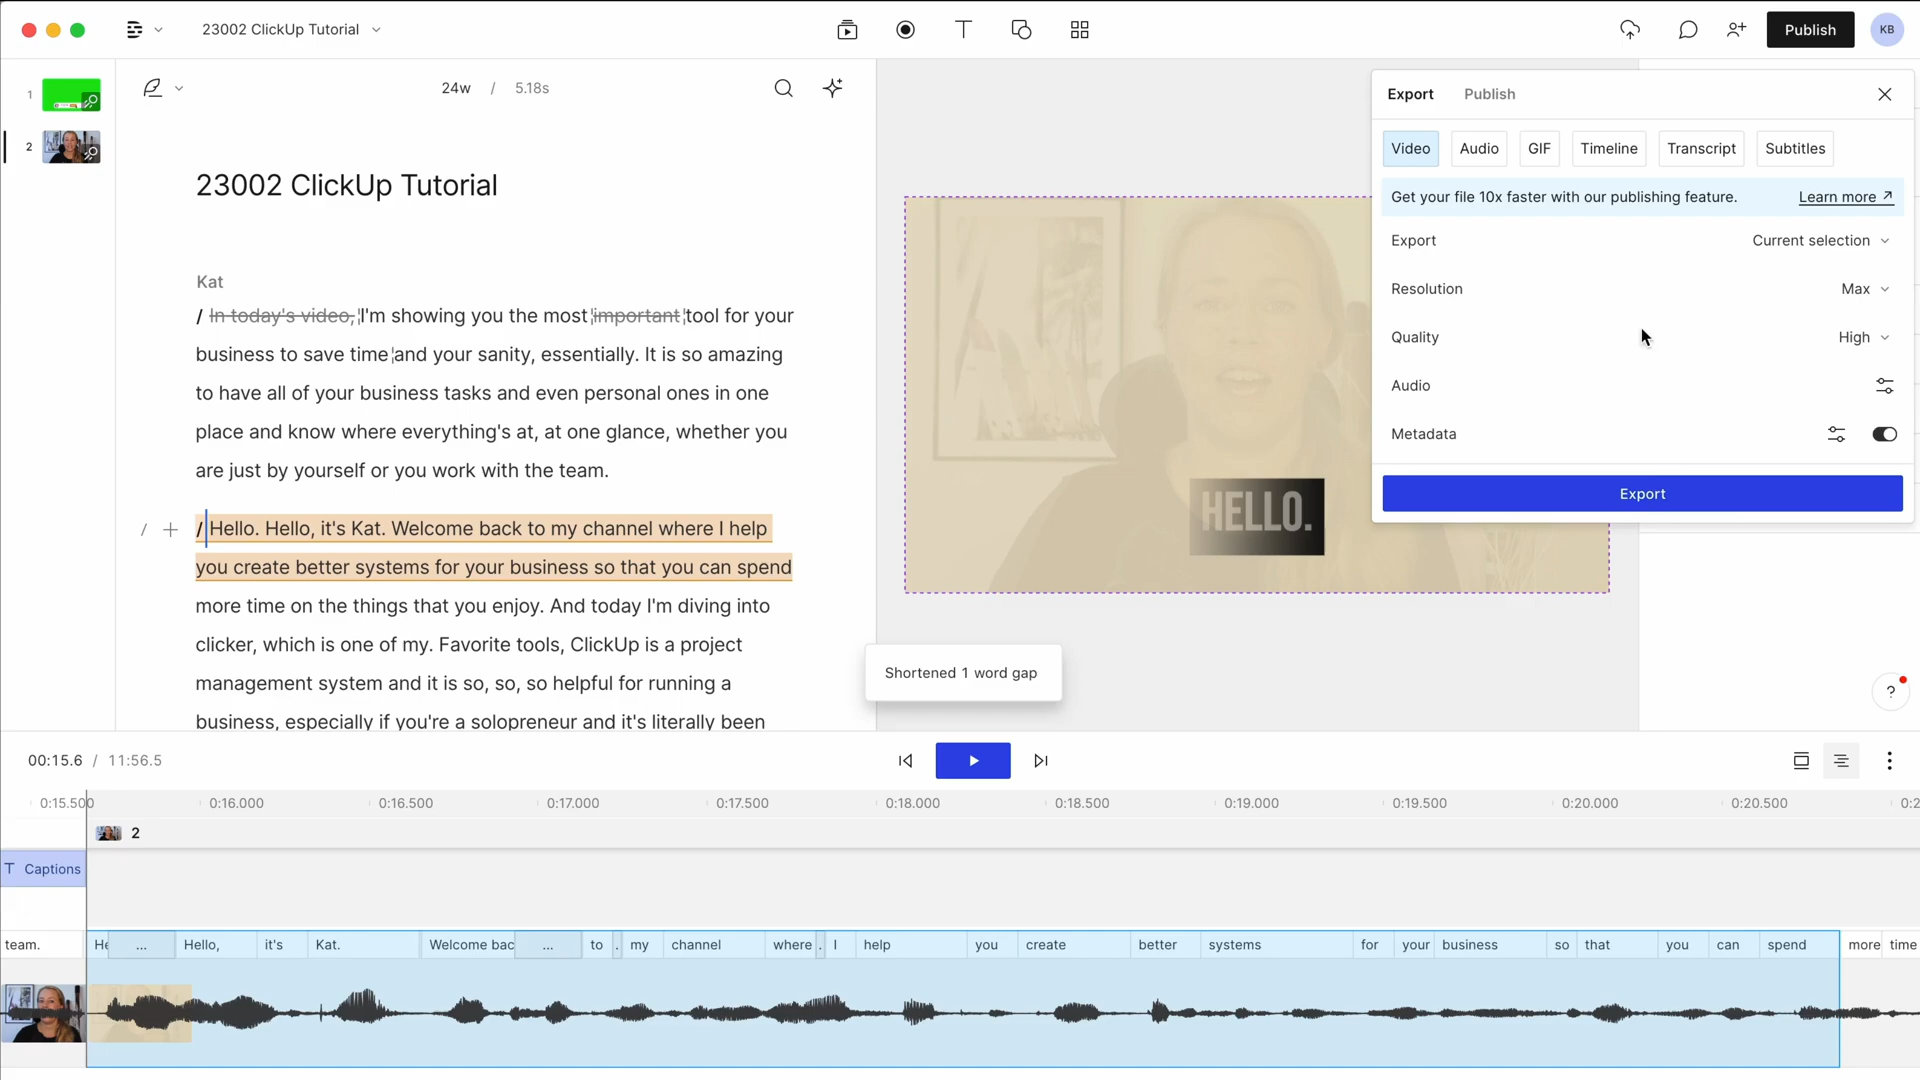 23002 ClickUp Tutorial
Publish
KB
1
2
24w / 5.18s
23002 ClickUp Tutorial
Kat
/ In today's video, I'm showing you the most important tool for your
business to save time and your sanity, essentially. It is so amazing
to have all of your business tasks and even personal ones in one
place and know where everything's at, at one glance, whether you
are just by yourself or you work with the team.
/ + / Hello. Hello, it's Kat. Welcome back to my channel where I help
you create better systems for your business so that you can spend
more time on the things that you enjoy. And today I'm diving into
clicker, which is one of my. Favorite tools, ClickUp is a project
management system and it is so, so, so helpful for running a
business, especially if you're a solopreneur and it's literally been
HELLO.
Export Publish
Video Audio GIF Timeline Transcript Subtitles
Get your file 10x faster with our publishing feature. Learn more
Export Current selection
Resolution Max
Quality High
Audio
Metadata
Export
Shortened 1 word gap
?
00:15.6 / 11:56.5
0:15.500 0:16.000 0:16.500 0:17.000 0:17.500 0:18.000 0:18.500 0:19.000 0:19.500 0:20.000 0:20.500 0:2
2
T Captions
team. He ... Hello, it's Kat. Welcome bac ... to . my channel where . I help you create better systems for your business so that you can spend more time